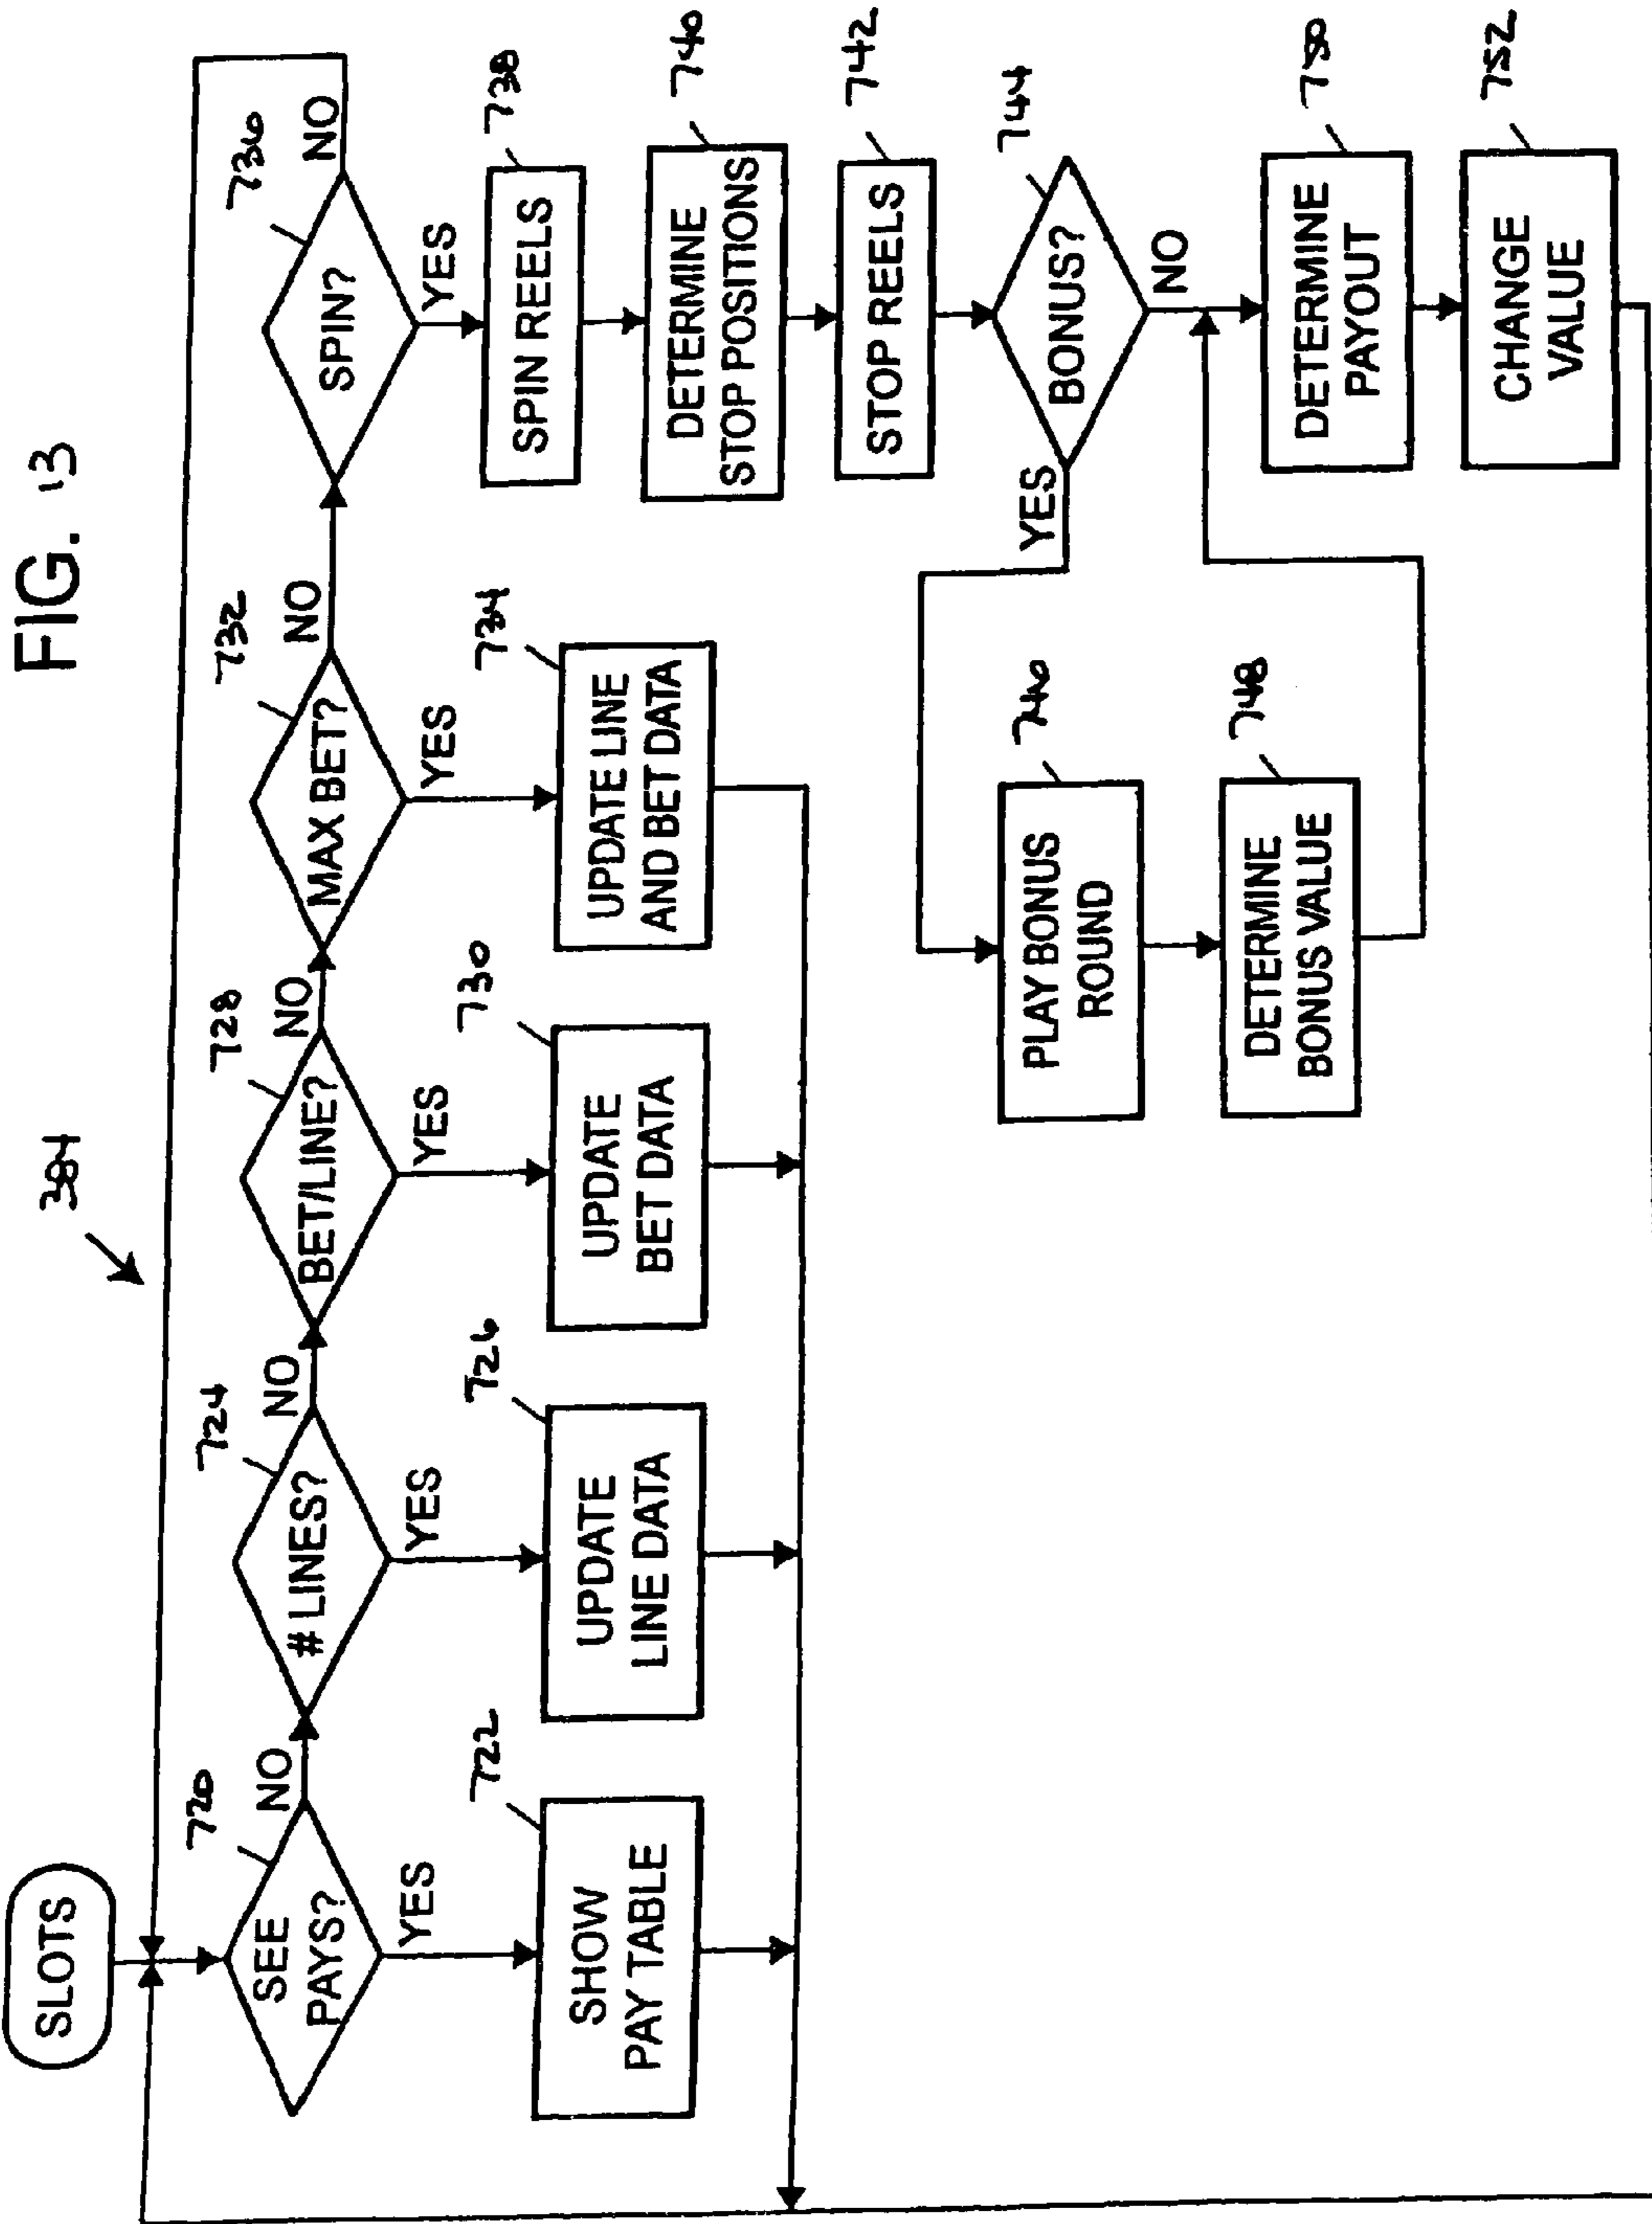 FIG. 13
384
SLOTS
720
SEE
PAYS?
NO
YES
722
SHOW
PAY TABLE
724
# LINES?
NO
YES
726
UPDATE
LINE DATA
728
BET/LINE?
NO
YES
730
UPDATE
BET DATA
732
MAX BET?
NO
YES
734
UPDATE LINE
AND BET DATA
736
SPIN?
NO
YES
738
SPIN REELS
740
DETERMINE
STOP POSITIONS
742
STOP REELS
744
BONUS?
YES
NO
746
PLAY BONUS
ROUND
748
DETERMINE
BONUS VALUE
750
DETERMINE
PAYOUT
752
CHANGE
VALUE